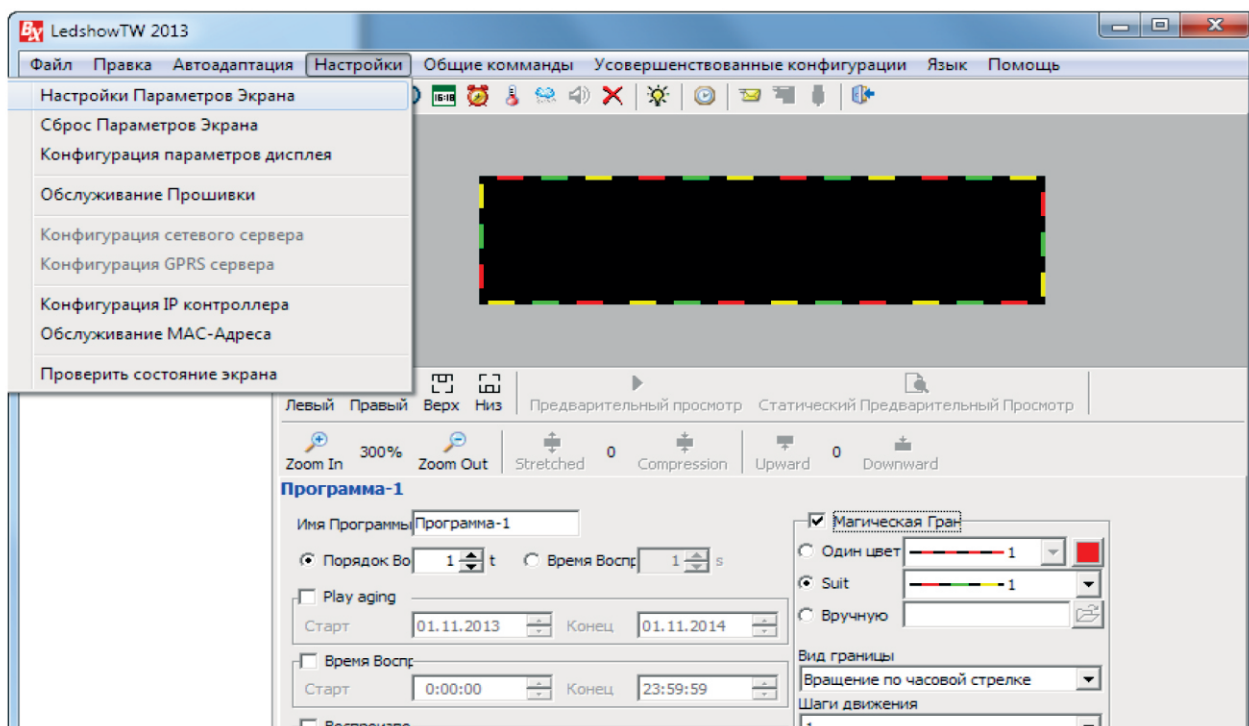 LedshowTW 2013
Файл Правка Автоадаптация Настройки Общие комманды Усовершенствованные конфигурации Язык Помощь
Настройки Параметров Экрана
16:18
Сброс Параметров Экрана
Конфигурация параметров дисплея
Обслуживание Прошивки
Конфигурация сетевого сервера
Конфигурация GPRS сервера
Конфигурация IP контроллера
Обслуживание MAC-Адреса
Проверить состояние экрана
Левый Правый Верх Низ Предварительный просмотр Статический Предварительный Просмотр
Zoom In 300% Zoom Out Stretched 0 Compression Upward 0 Downward
Программа-1
Имя Программы Программа-1
Магическая Гран
Порядок Во 1 t Время Воспр 1 s
Один цвет 1
Suit 1
Play aging
Вручную
Старт 01.11.2013 Конец 01.11.2014
Время Воспр
Вид границы
Старт 0:00:00 Конец 23:59:59
Вращение по часовой стрелке
Шаги движения